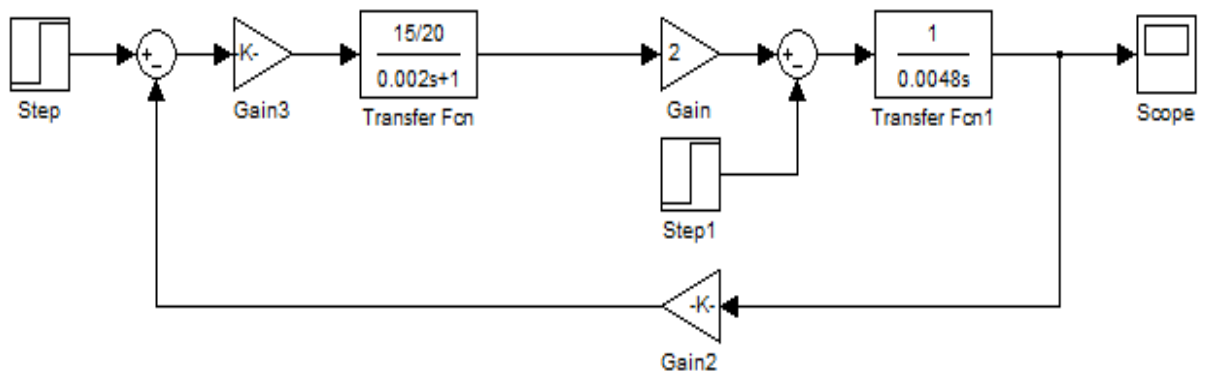 Step
+
−
K-
Gain3
15/20
0.002s+1
Transfer Fcn
2
Gain
+
−
1
0.0048s
Transfer Fcn1
Scope
Step1
-K-
Gain2